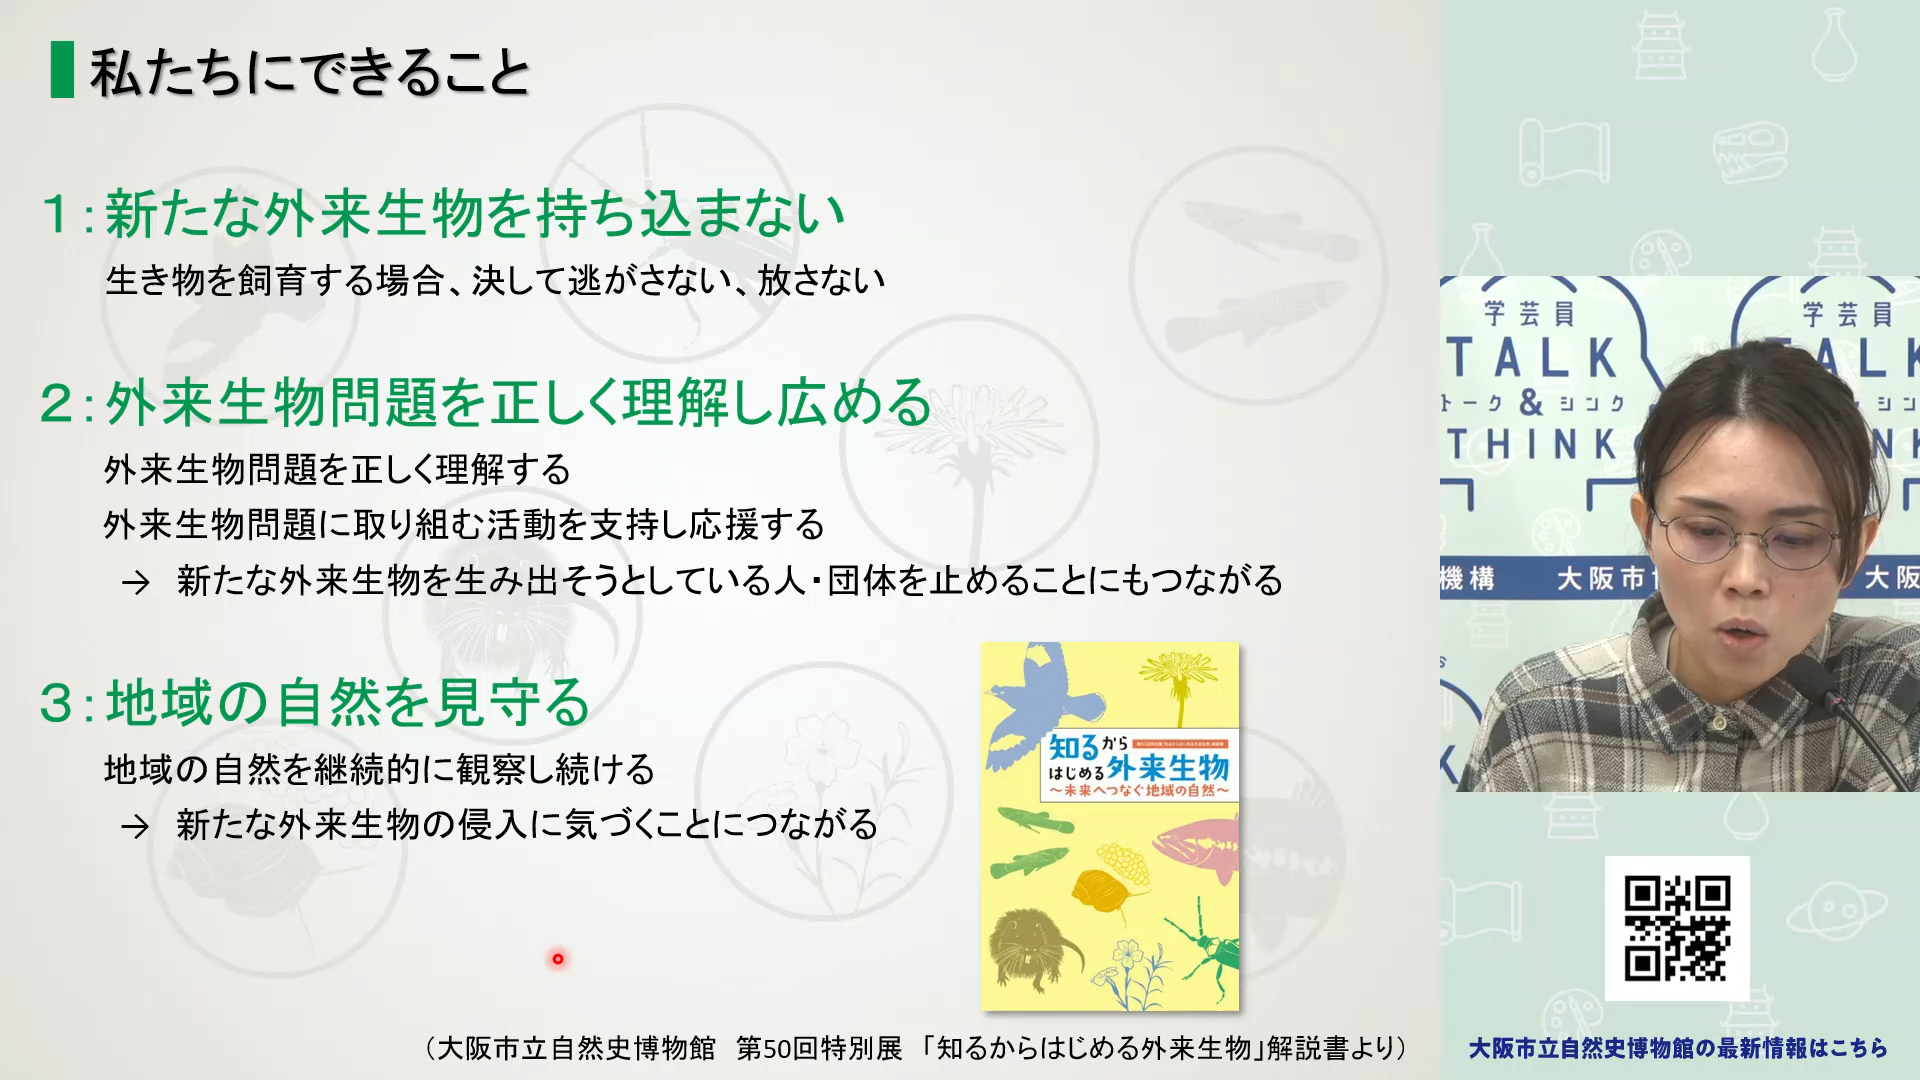 私たちにできること
1:新たな外来生物を持ち込まない
生き物を飼育する場合、決して逃がさない、放さない
2:外来生物問題を正しく理解し広める
外来生物問題を正しく理解する
外来生物問題に取り組む活動を支持し応援する
→ 新たな外来生物を生み出そうとしている人・団体を止めることにもつながる
3:地域の自然を見守る
地域の自然を継続的に観察し続ける
→ 新たな外来生物の侵入に気づくことにつながる
知るから
はじめる外来生物
~未来へつなぐ地域の自然~
(大阪市立自然史博物館 第50回特別展 「知るからはじめる外来生物」解説書より)
学芸員 学芸員
TALK ALK
トーク & シンク シン
THINK NK
機構 大阪市 大阪
大阪市立自然史博物館の最新情報はこちら